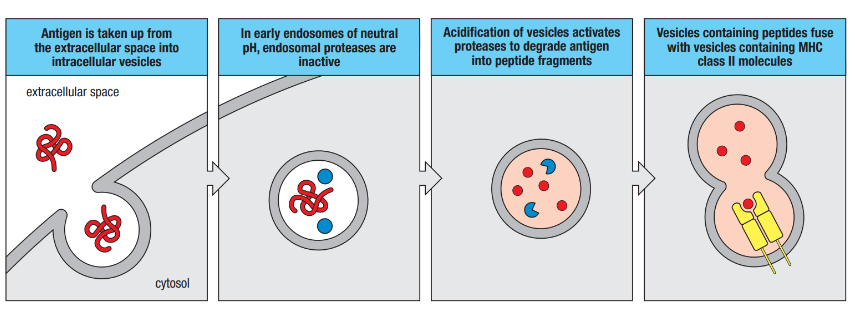 Antigen is taken up from
the extracellular space into
intracellular vesicles
In early endosomes of neutral
pH, endosomal proteases are
inactive
Acidification of vesicles activates
proteases to degrade antigen
into peptide fragments
Vesicles containing peptides fuse
with vesicles containing MHC
class II molecules
extracellular space
cytosol